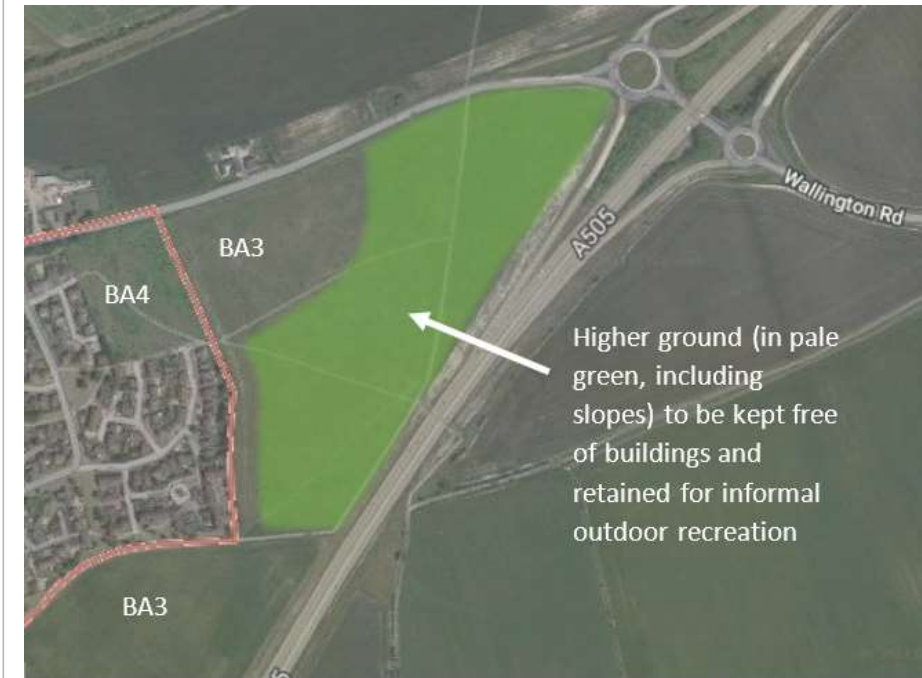 BA3
A505
Wallington Rd
BA4
Higher ground (in pale
green, including
slopes) to be kept free
of buildings and
retained for informal
outdoor recreation
BA3